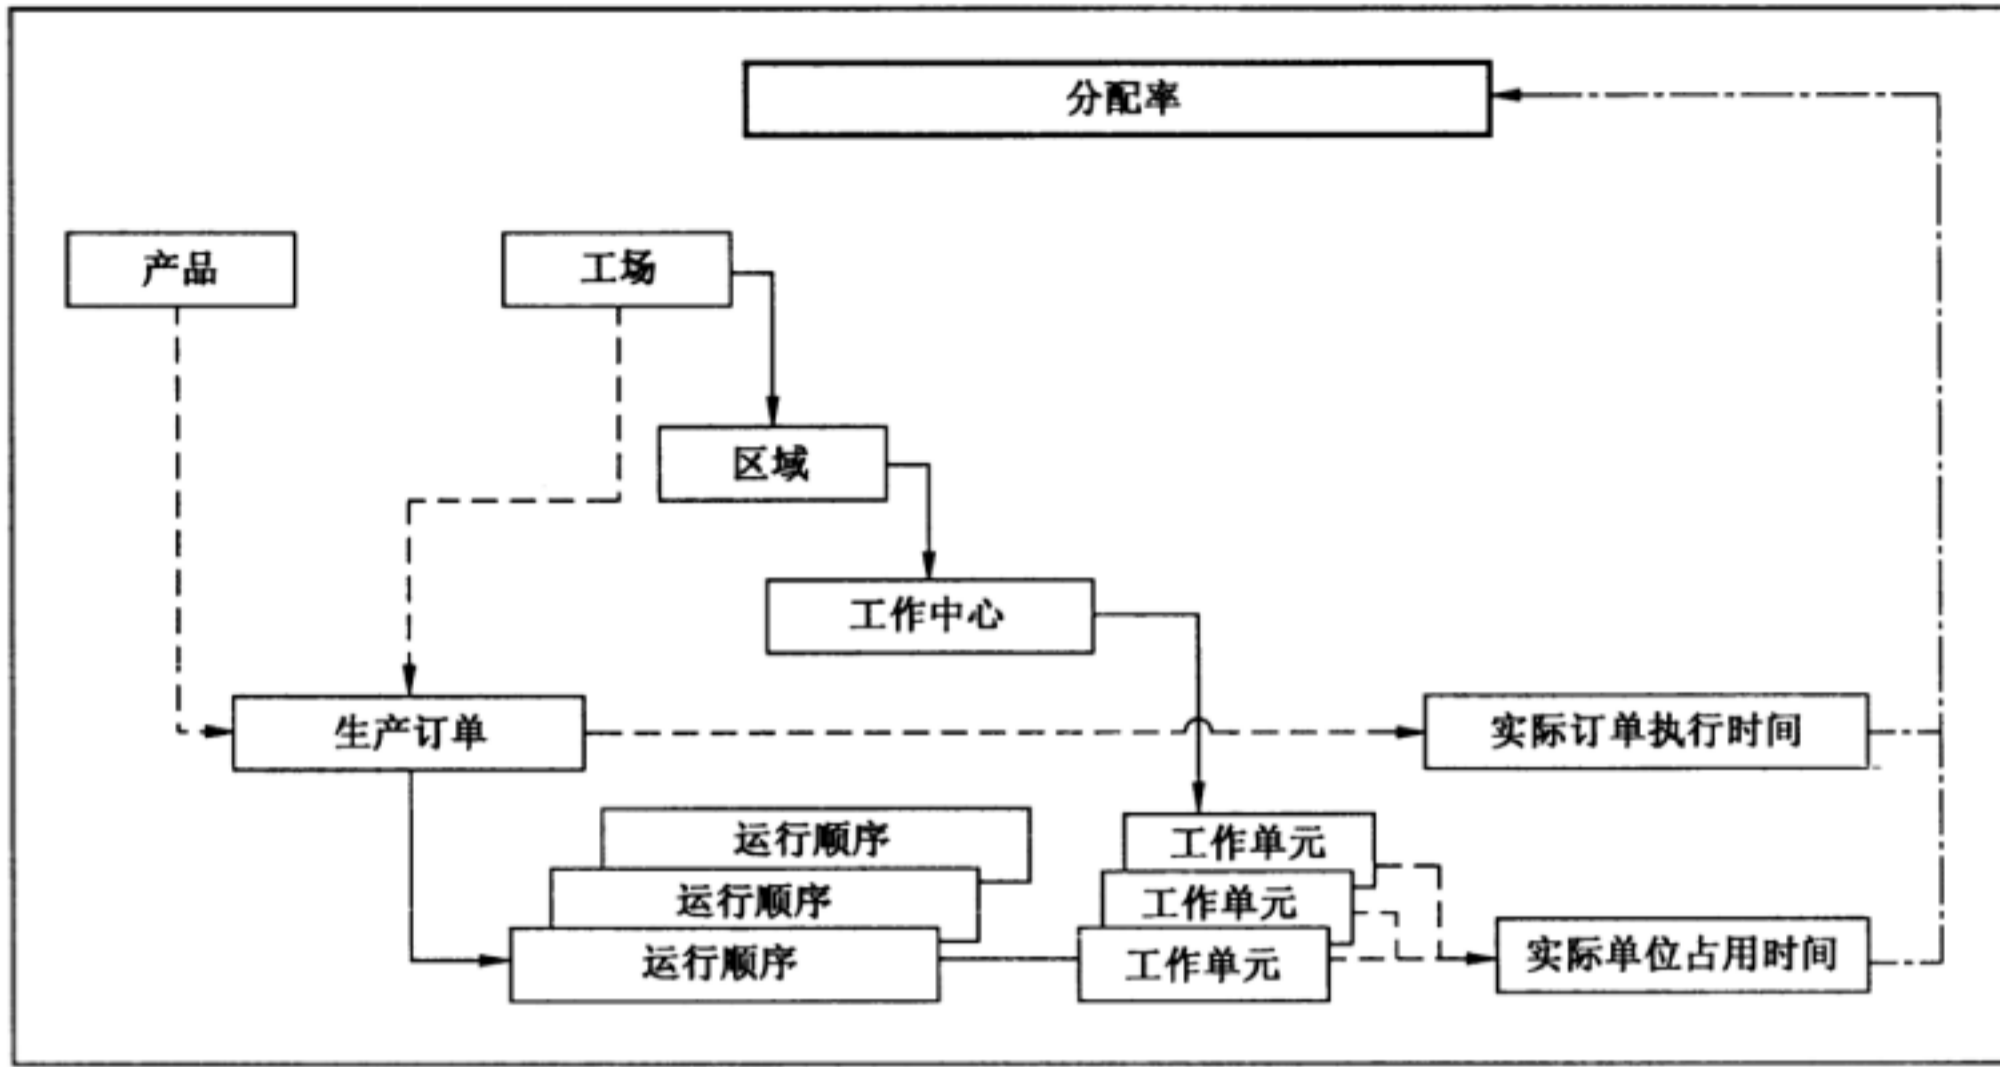 分配率
产品
工场
区域
工作中心
生产订单
实际订单执行时间
运行顺序
工作单元
运行顺序
工作单元
运行顺序
工作单元
实际单位占用时间